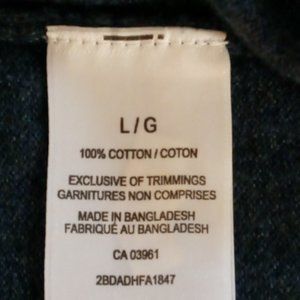 L / G
100% COTTON / COTON
EXCLUSIVE OF TRIMMINGS
GARNITURES NON COMPRISES
MADE IN BANGLADESH
FABRIQUÉ AU BANGLADESH
CA 03961
2BDADHFA1847